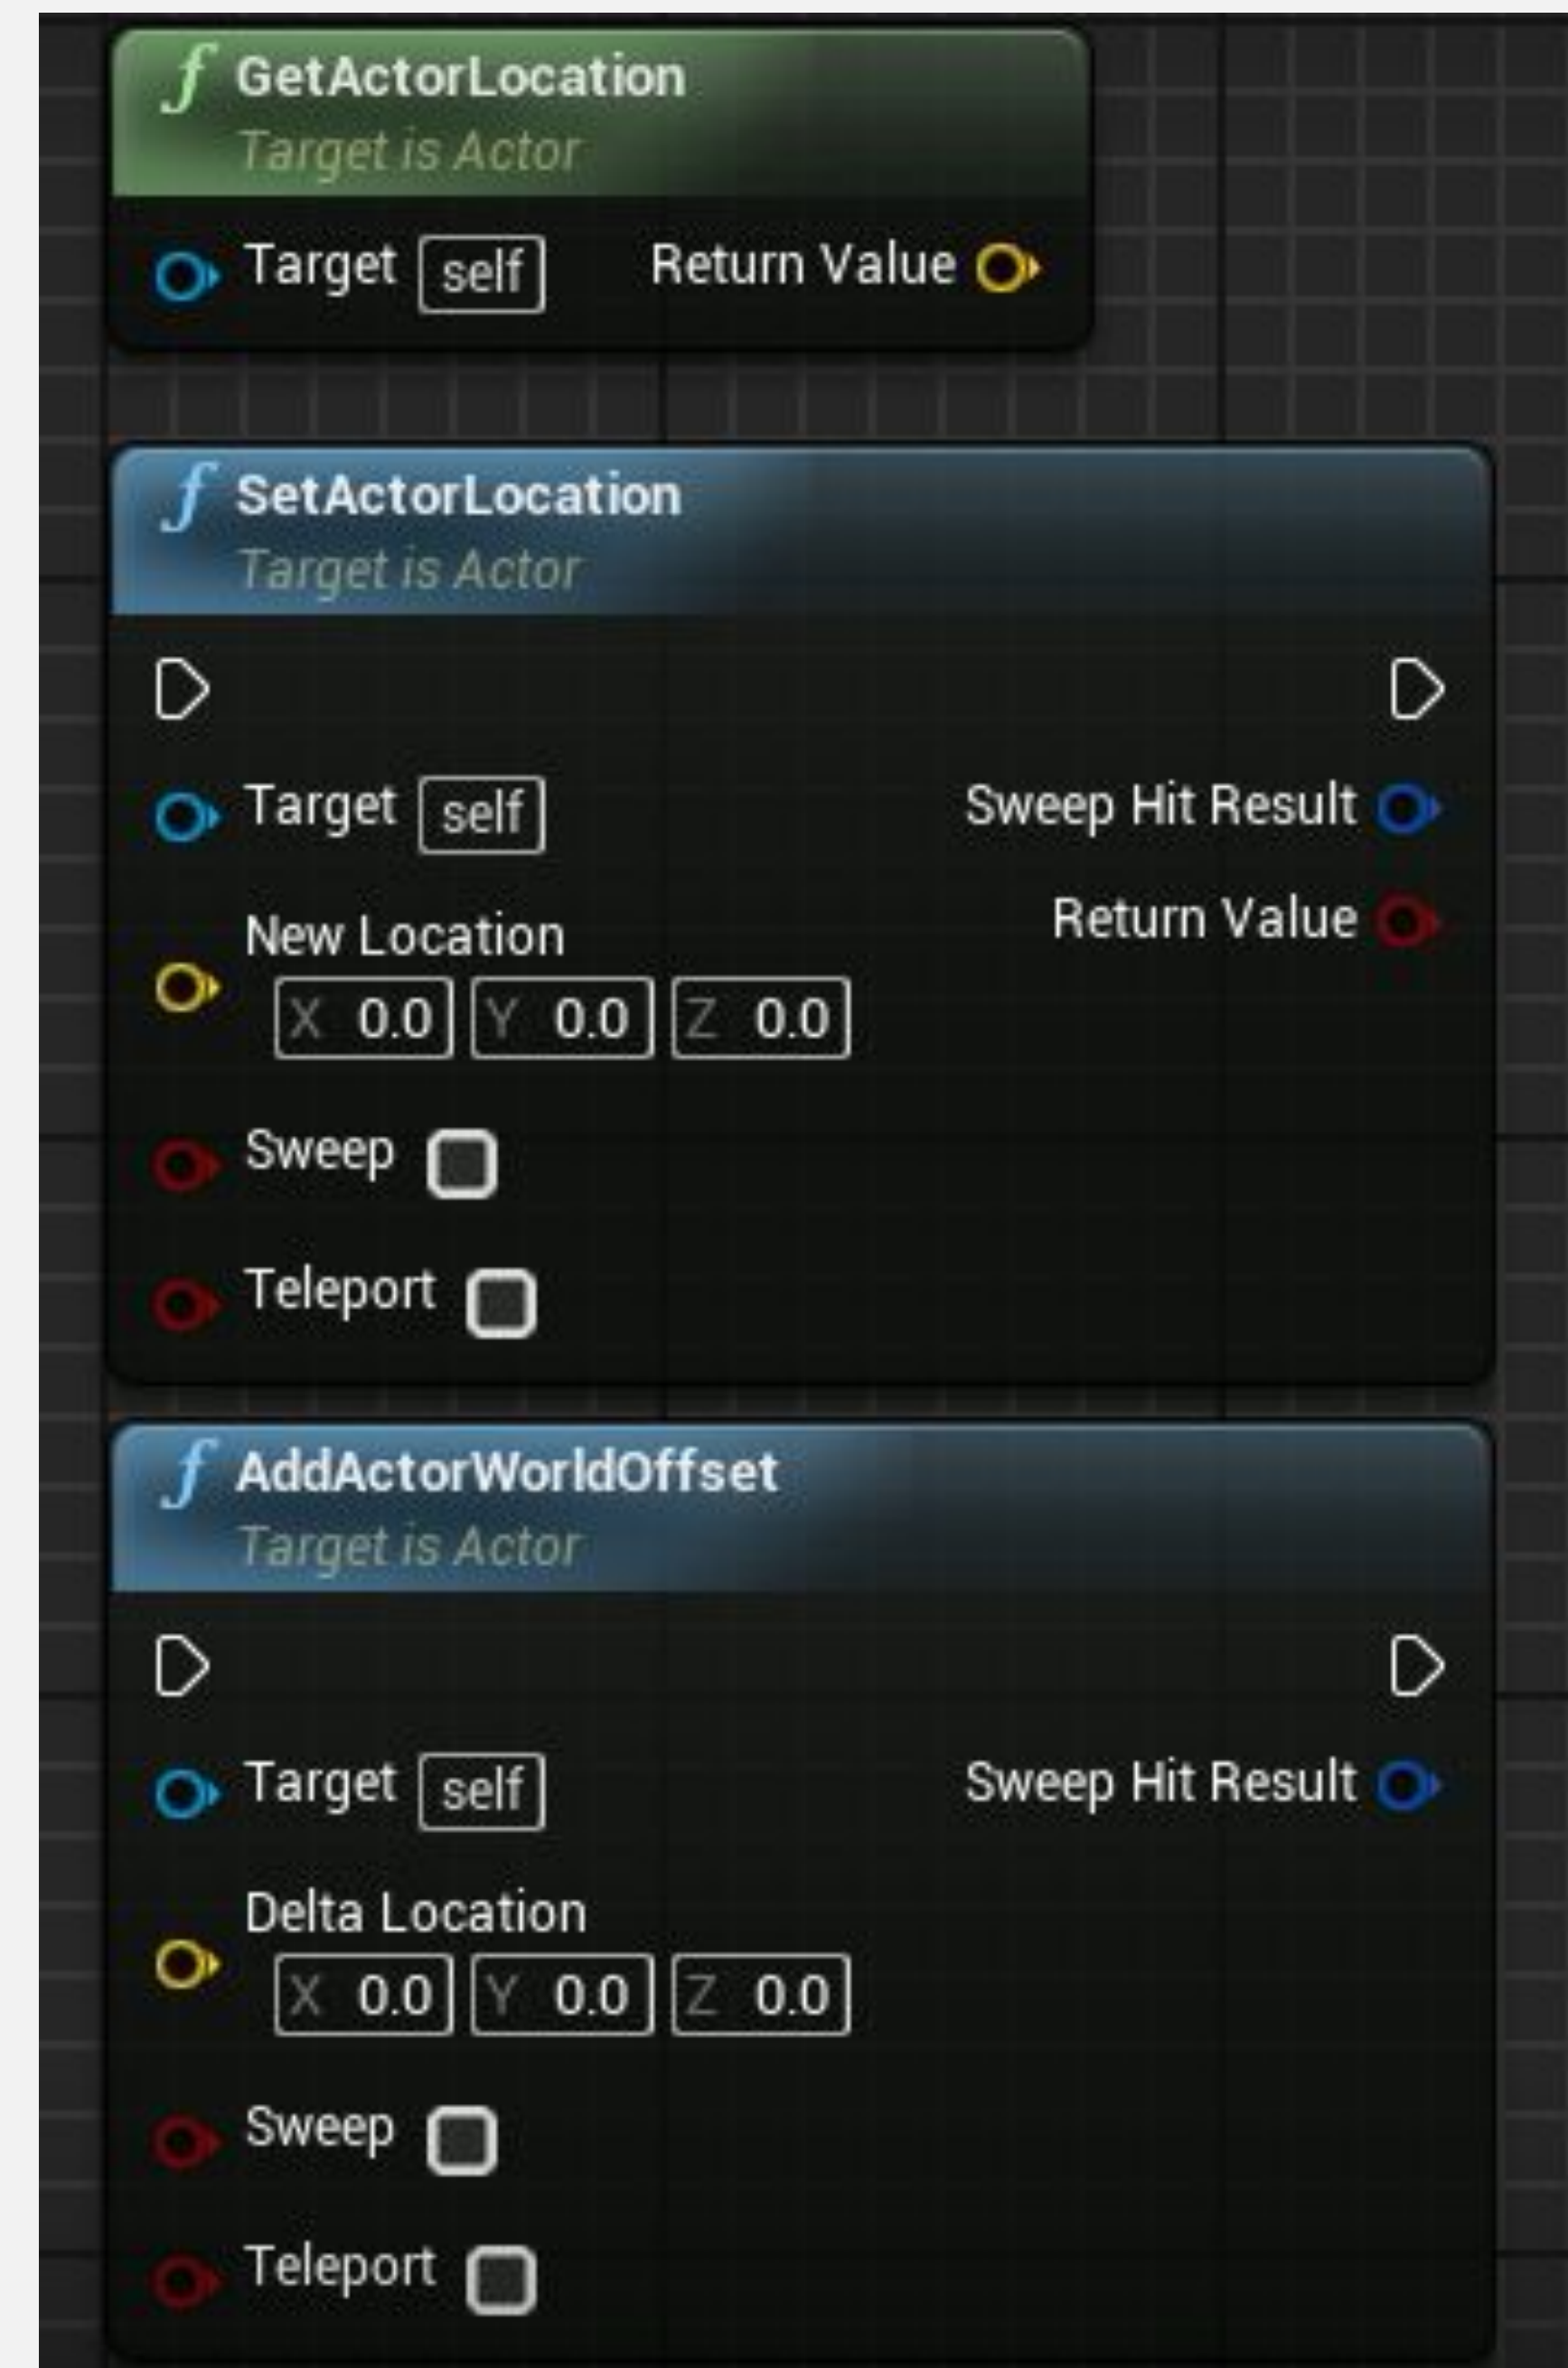 f GetActorLocation
Target is Actor
Target self Return Value
f SetActorLocation
Target is Actor
Target self Sweep Hit Result
Return Value
New Location
X 0.0 Y 0.0 Z 0.0
Sweep
Teleport
f AddActorWorldOffset
Target is Actor
Target self Sweep Hit Result
Delta Location
X 0.0 Y 0.0 Z 0.0
Sweep
Teleport